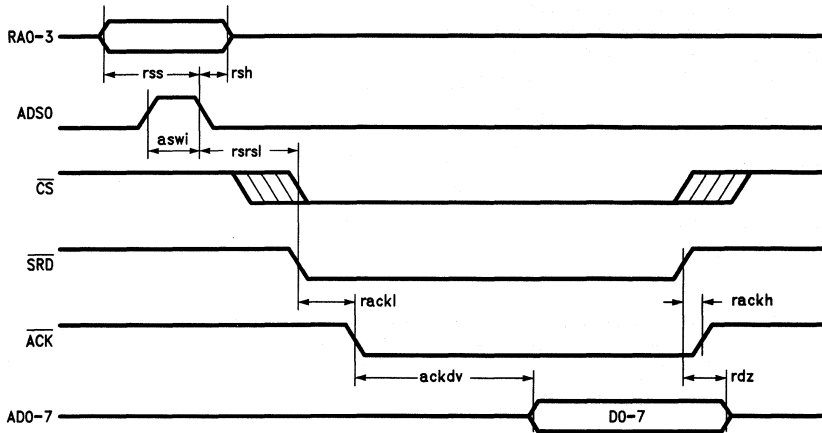 RA0-3
rss rsh
ADS0
aswi rsrsl
CS
SRD
rackl rackh
ACK
ackdv rdz
AD0-7 D0-7